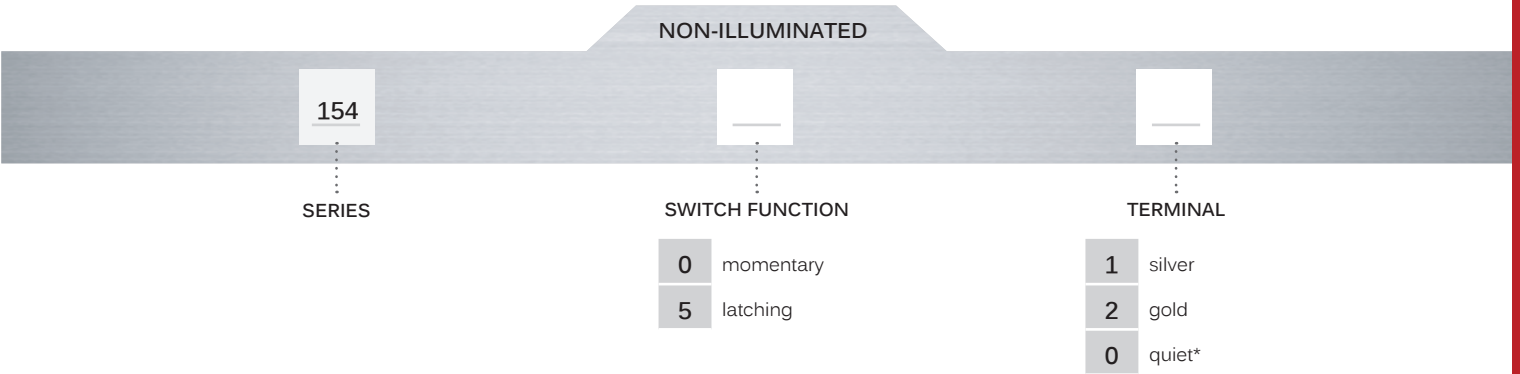 NON-ILLUMINATED
154
SERIES
SWITCH FUNCTION
TERMINAL
0 momentary
5 latching
1 silver
2 gold
0 quiet*